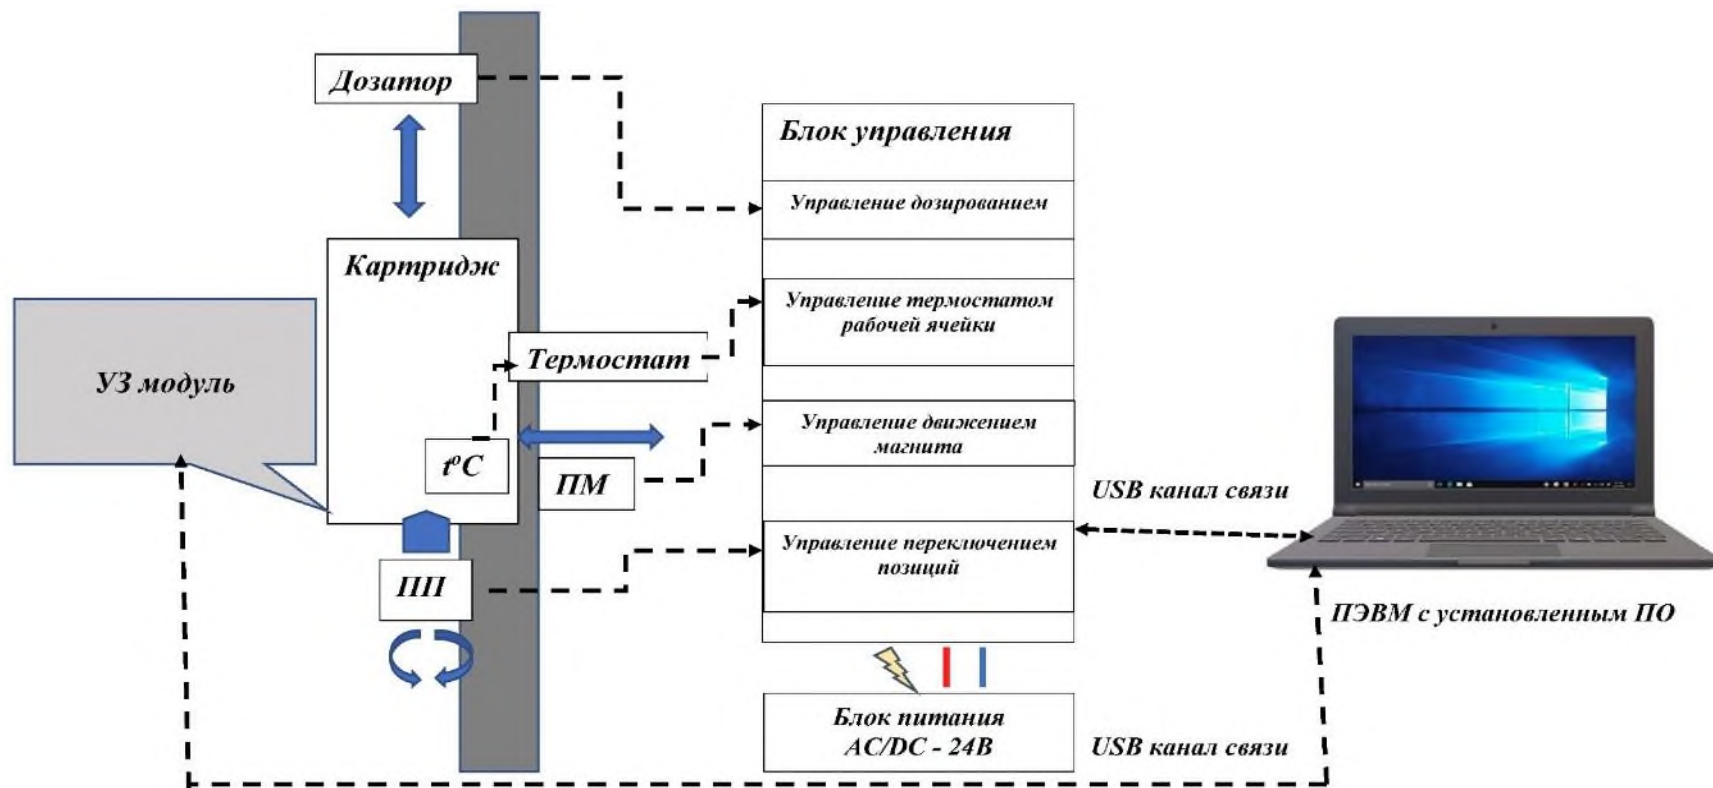 Дозатор
Блок управления
Управление дозированием
Картридж
Управление термостатом
рабочей ячейки
Термостат
УЗ модуль
Управление движением
магнита
t°C
ПМ
USB канал связи
Управление переключением
позиций
ПП
ПЭВМ с установленным ПО
Блок питания
AC/DC - 24В
USB канал связи